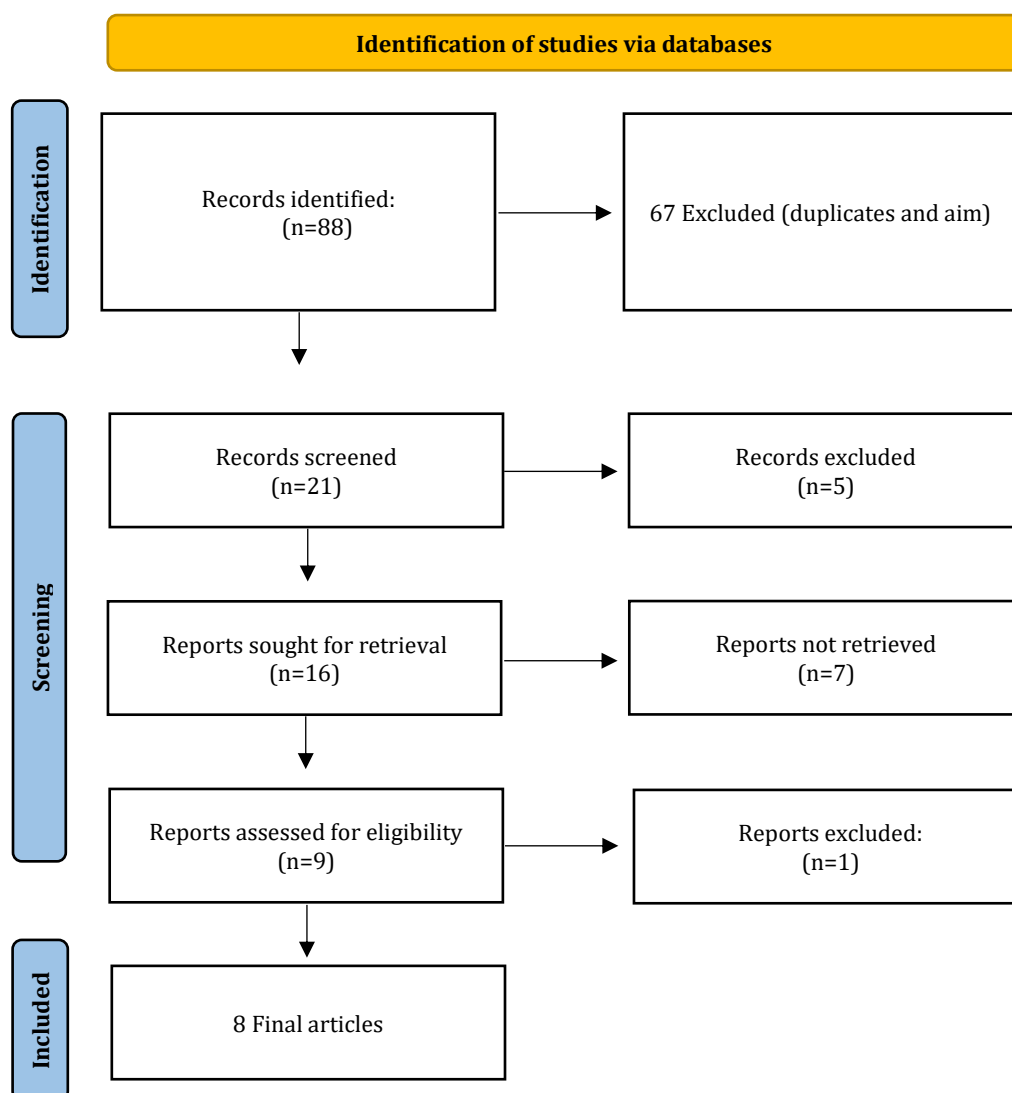 Identification of studies via databases
Identification
Records identified:
(n=88)
67 Excluded (duplicates and aim)
Screening
Records screened
(n=21)
Records excluded
(n=5)
Reports sought for retrieval
(n=16)
Reports not retrieved
(n=7)
Reports assessed for eligibility
(n=9)
Reports excluded:
(n=1)
Included
8 Final articles